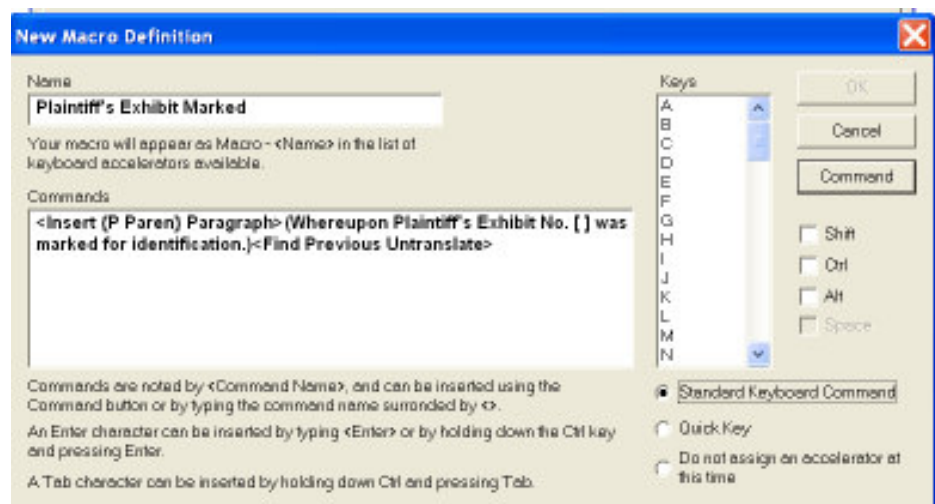 New Macro Definition
Name
Plaintiff's Exhibit Marked
Your macro will appear as Macro - <Name> in the list of
keyboard accelerators available.
Commands
<Insert (P Paren) Paragraph>(Whereupon Plaintiff's Exhibit No. [ ] was
marked for identification.)<Find Previous Untranslate>
Commands are noted by <Command Name>, and can be inserted using the
Command button or by typing the command name surronded by <>.
An Enter character can be inserted by typing <Enter> or by holding down the Ctrl key
and pressing Enter.
A Tab character can be inserted by holding down Ctrl and pressing Tab.
Keys
A
B
C
D
E
F
G
H
I
J
K
L
M
N
OK
Cancel
Command
Shift
Ctrl
Alt
Space
Standard Keyboard Command
Quick Key
Do not assign an accelerator at
this time